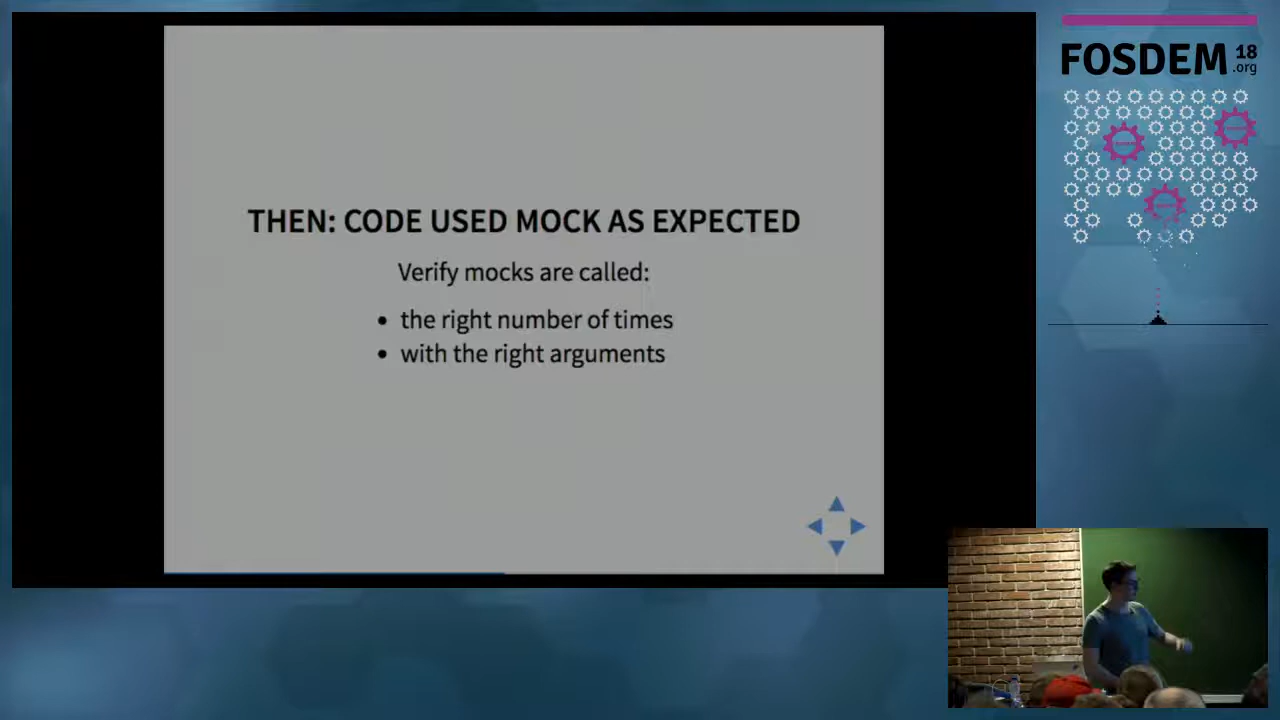 THEN: CODE USED MOCK AS EXPECTED
Verify mocks are called:
• the right number of times
• with the right arguments
FOSDEM 18
.org